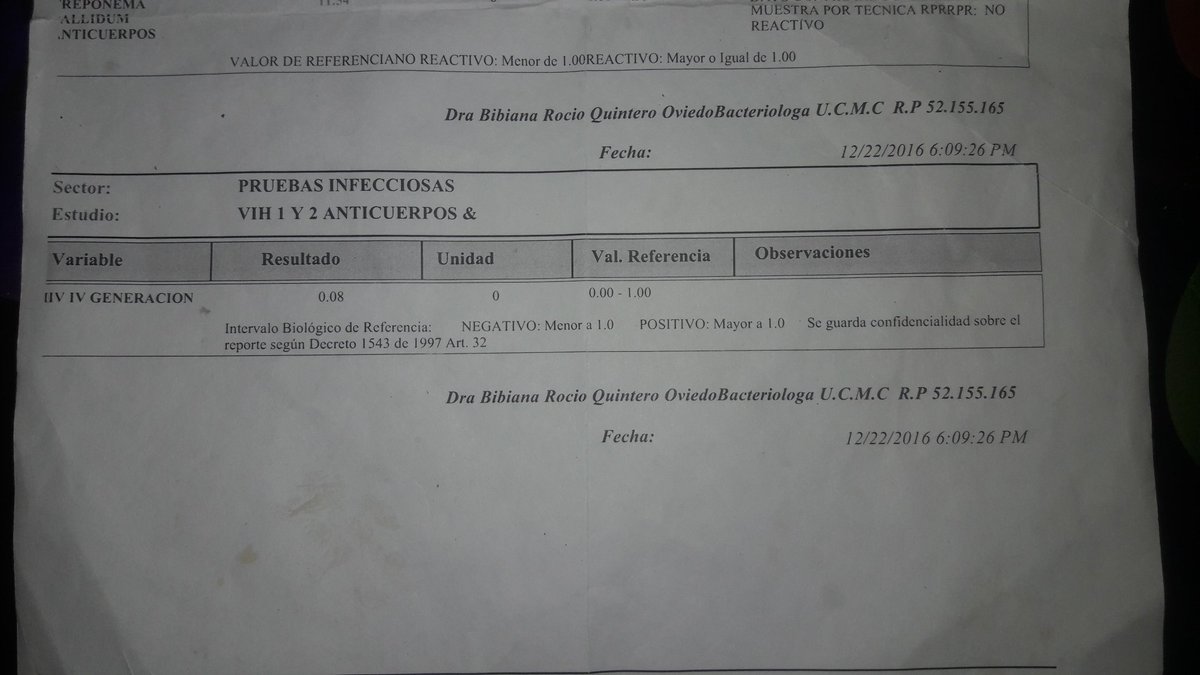 REPONEMA 11.54
ALLIDUM MUESTRA POR TECNICA RPRRPR: NO
NTICUERPOS REACTIVO
VALOR DE REFERENCIANO REACTIVO: Menor de 1.00REACTIVO: Mayor o Igual de 1.00
Dra Bibiana Rocio Quintero OviedoBacteriologa U.C.M.C R.P 52.155.165
Fecha: 12/22/2016 6:09:26 PM
Sector: PRUEBAS INFECCIOSAS
Estudio: VIH 1 Y 2 ANTICUERPOS &
Variable Resultado Unidad Val. Referencia Observaciones
HIV IV GENERACION 0.08 0 0.00 - 1.00
Intervalo Biológico de Referencia: NEGATIVO: Menor a 1.0 POSITIVO: Mayor a 1.0 Se guarda confidencialidad sobre el
reporte según Decreto 1543 de 1997 Art. 32
Dra Bibiana Rocio Quintero OviedoBacteriologa U.C.M.C R.P 52.155.165
Fecha: 12/22/2016 6:09:26 PM